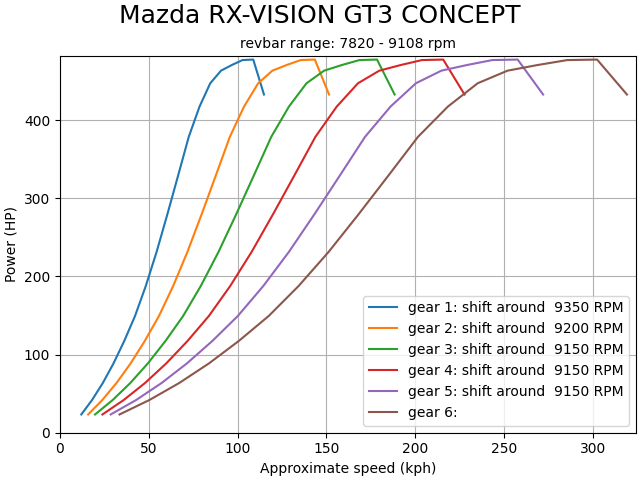 Mazda RX-VISION GT3 CONCEPT
revbar range: 7820 - 9108 rpm
Power (HP)
400
300
200
100
0
0 50 100 150 200 250 300
Approximate speed (kph)
gear 1: shift around  9350 RPM
gear 2: shift around  9200 RPM
gear 3: shift around  9150 RPM
gear 4: shift around  9150 RPM
gear 5: shift around  9150 RPM
gear 6: